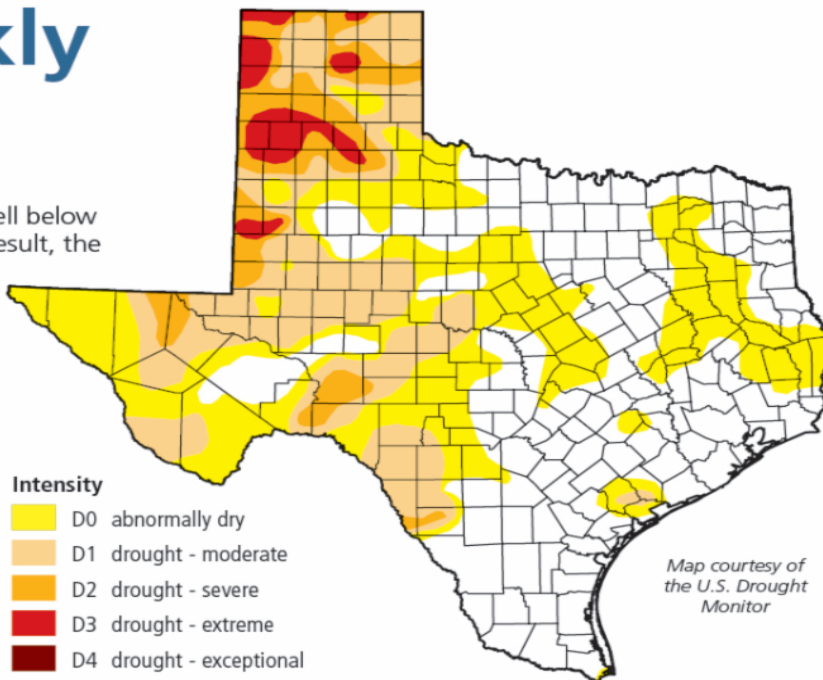 kly
ell below
esult, the
Intensity
D0 abnormally dry
D1 drought - moderate
D2 drought - severe
D3 drought - extreme
D4 drought - exceptional
Map courtesy of
the U.S. Drought
Monitor